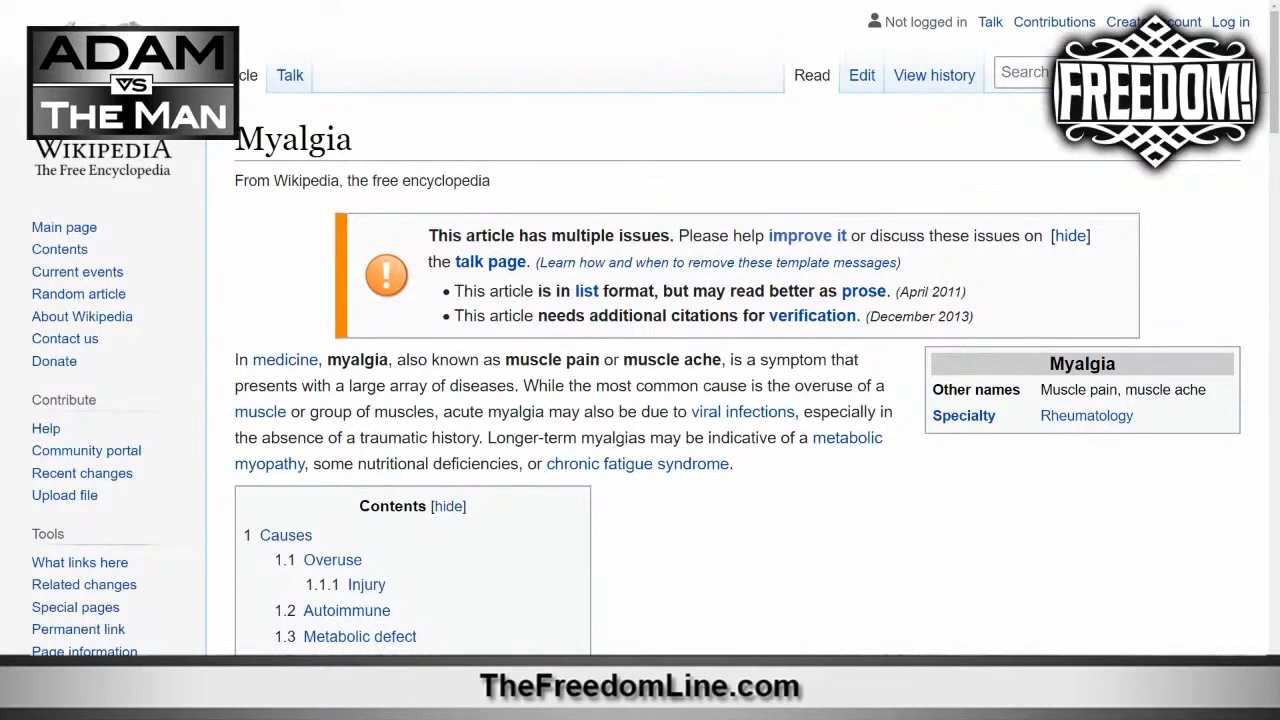 Not logged in Talk Contributions Log in
ADAM
VS
THE MAN
FREEDOM!
Talk
Read Edit View history Search
WIKIPEDIA
The Free Encyclopedia
Main page
Contents
Current events
Random article
About Wikipedia
Contact us
Donate
Contribute
Help
Community portal
Recent changes
Upload file
Tools
What links here
Related changes
Special pages
Permanent link
Page information
Myalgia
From Wikipedia, the free encyclopedia
This article has multiple issues. Please help improve it or discuss these issues on [hide]
the talk page. (Learn how and when to remove these template messages)
• This article is in list format, but may read better as prose. (April 2011)
• This article needs additional citations for verification. (December 2013)
In medicine, myalgia, also known as muscle pain or muscle ache, is a symptom that
presents with a large array of diseases. While the most common cause is the overuse of a
muscle or group of muscles, acute myalgia may also be due to viral infections, especially in
the absence of a traumatic history. Longer-term myalgias may be indicative of a metabolic
myopathy, some nutritional deficiencies, or chronic fatigue syndrome.
Myalgia
Other names Muscle pain, muscle ache
Specialty Rheumatology
Contents [hide]
1 Causes
1.1 Overuse
1.1.1 Injury
1.2 Autoimmune
1.3 Metabolic defect
TheFreedomLine.com